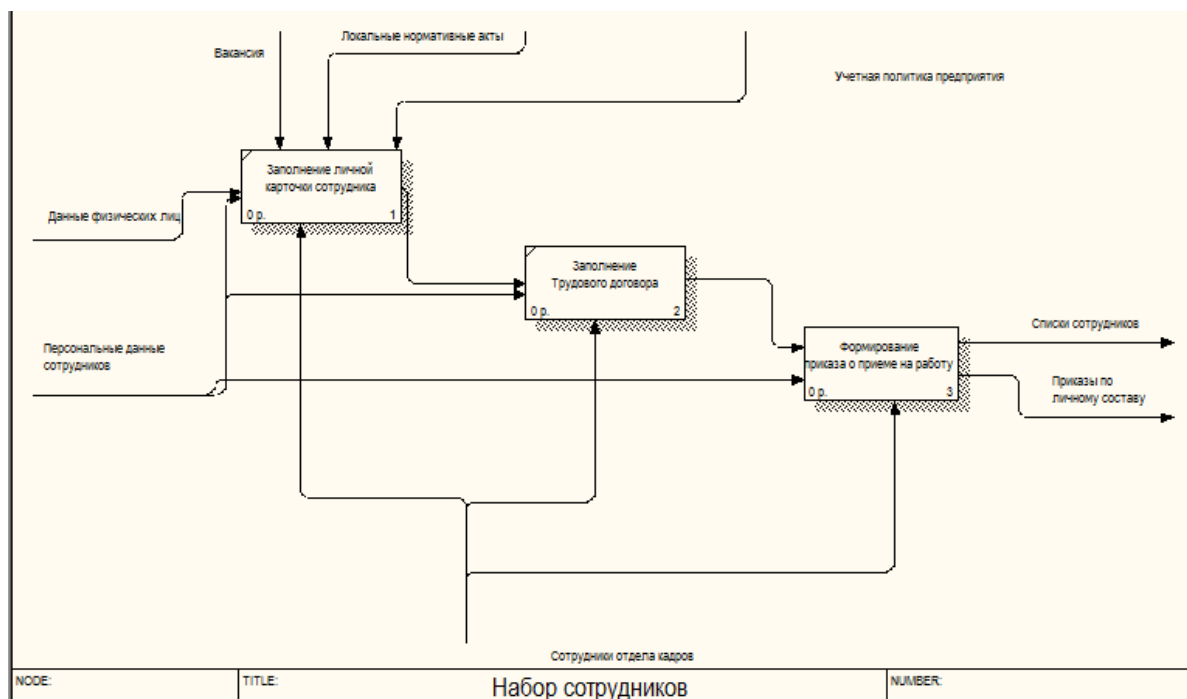 Локальные нормативные акты
Вакансия
Учетная политика предприятия
Заполнение личной
карточки сотрудника
0 р. 1
Данные физических лиц
Заполнение
Трудового договора
0 р. 2
Списки сотрудников
Персональные данные
сотрудников
Формирование
приказа о приеме на работу
0 р. 3
Приказы по
личному составу
Сотрудники отдела кадров
NODE: TITLE: Набор сотрудников NUMBER: